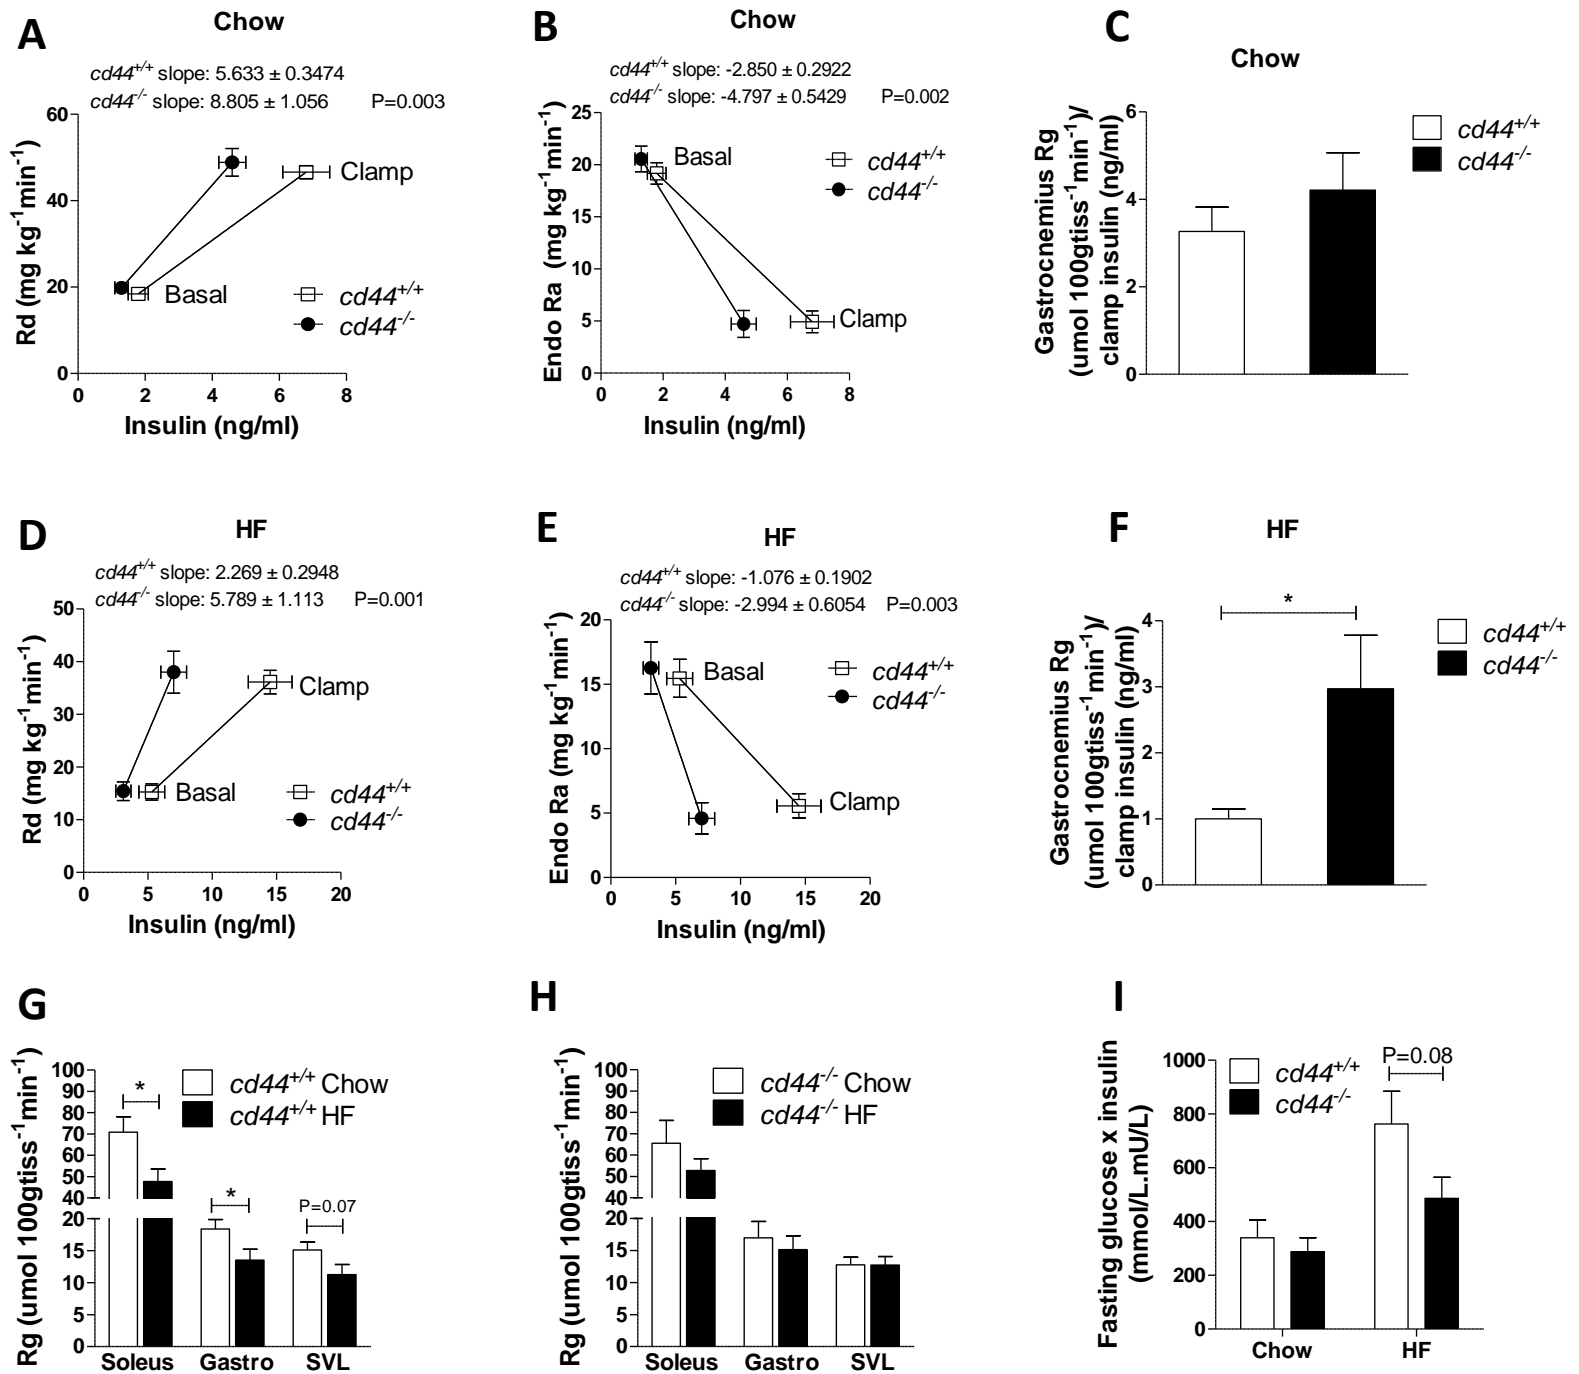 A
Chow
cd44+/+ slope: 5.633 ± 0.3474
cd44-/- slope: 8.805 ± 1.056 P=0.003
60
40
20
0
Rd (mg kg-1min-1)
Clamp
Basal
cd44+/+
cd44-/-
0 2 4 6 8
Insulin (ng/ml)
B
Chow
cd44+/+ slope: -2.850 ± 0.2922
cd44-/- slope: -4.797 ± 0.5429 P=0.002
25
20
15
10
5
0
Endo Ra (mg kg-1min-1)
Basal
Clamp
cd44+/+
cd44-/-
0 2 4 6 8
Insulin (ng/ml)
C
Chow
6
4
2
0
Gastrocnemius Rg
(umol 100gtiss-1min-1)/
clamp insulin (ng/ml)
cd44+/+
cd44-/-
D
HF
cd44+/+ slope: 2.269 ± 0.2948
cd44-/- slope: 5.789 ± 1.113 P=0.001
50
40
30
20
10
0
Rd (mg kg-1min-1)
Clamp
Basal
cd44+/+
cd44-/-
0 5 10 15 20
Insulin (ng/ml)
E
HF
cd44+/+ slope: -1.076 ± 0.1902
cd44-/- slope: -2.994 ± 0.6054 P=0.003
20
15
10
5
0
Endo Ra (mg kg-1min-1)
Basal
Clamp
cd44+/+
cd44-/-
0 5 10 15 20
Insulin (ng/ml)
F
HF
*
4
3
2
1
0
Gastrocnemius Rg
(umol 100gtiss-1min-1)/
clamp insulin (ng/ml)
cd44+/+
cd44-/-
G
100
90
80
70
60
50
40
20
15
10
5
0
Rg (umol 100gtiss-1min-1)
*
*
P=0.07
cd44+/+ Chow
cd44+/+ HF
Soleus Gastro SVL
H
100
90
80
70
60
50
40
20
15
10
5
0
Rg (umol 100gtiss-1min-1)
cd44-/- Chow
cd44-/- HF
Soleus Gastro SVL
I
1000
800
600
400
200
0
Fasting glucose x insulin
(mmol/L.mU/L)
cd44+/+
cd44-/-
P=0.08
Chow HF